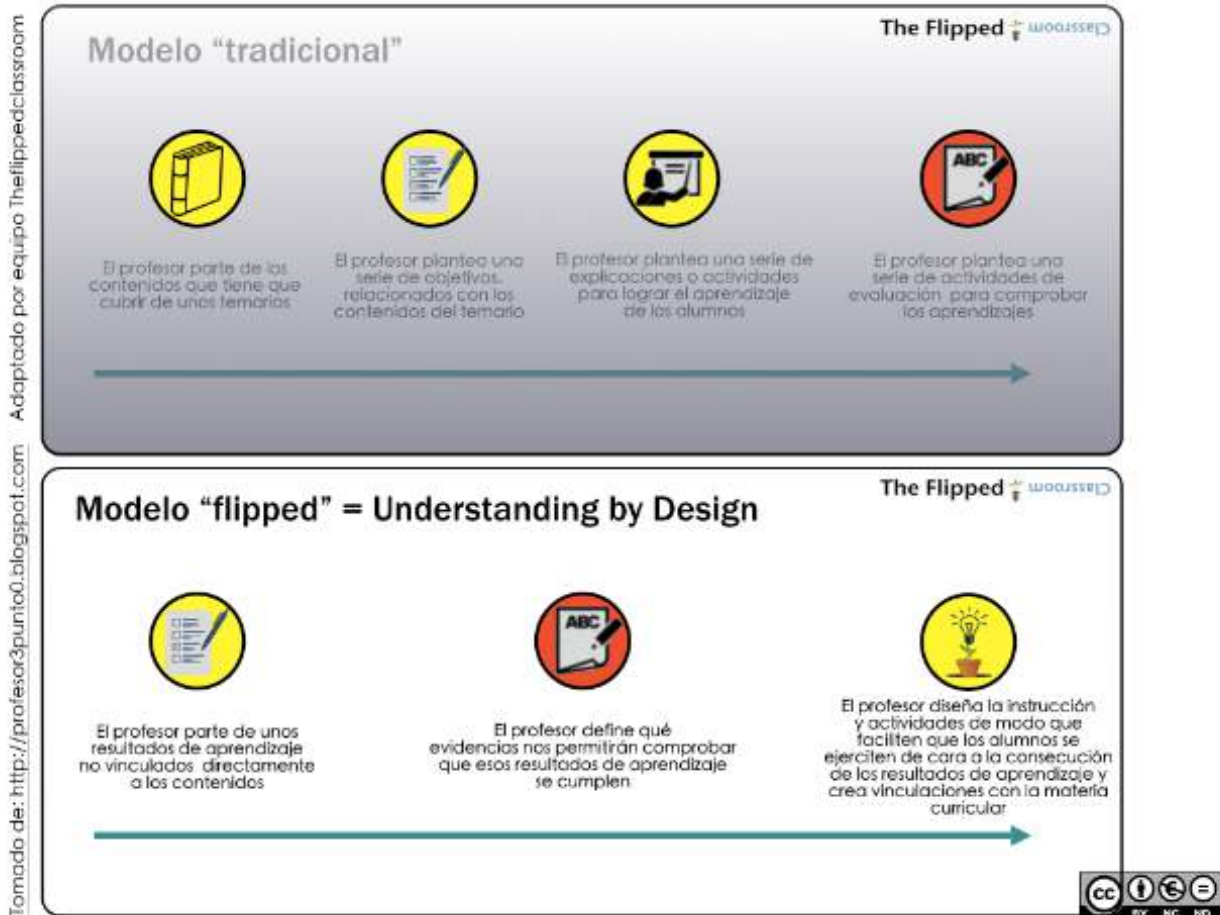 Adaptado por equipo Theflippedclassroom
Tomado de: http://profesor3punto0.blogspot.com
The Flipped Classroom
Modelo “tradicional”
ABC
El profesor parte de los
contenidos que tiene que
cubrir de unos temarios
El profesor plantea una
serie de objetivos,
relacionados con los
contenidos del temario
El profesor plantea una serie de
explicaciones o actividades
para lograr el aprendizaje
de los alumnos
El profesor plantea una
serie de actividades de
evaluación para comprobar
los aprendizajes
The Flipped Classroom
Modelo “flipped” = Understanding by Design
ABC
El profesor parte de unos
resultados de aprendizaje
no vinculados directamente
a los contenidos
El profesor define qué
evidencias nos permitirán comprobar
que esos resultados de aprendizaje
se cumplen
El profesor diseña la instrucción
y actividades de modo que
faciliten que los alumnos se
ejerciten de cara a la consecución
de los resultados de aprendizaje y
crea vinculaciones con la materia
curricular
cc
BY NC ND